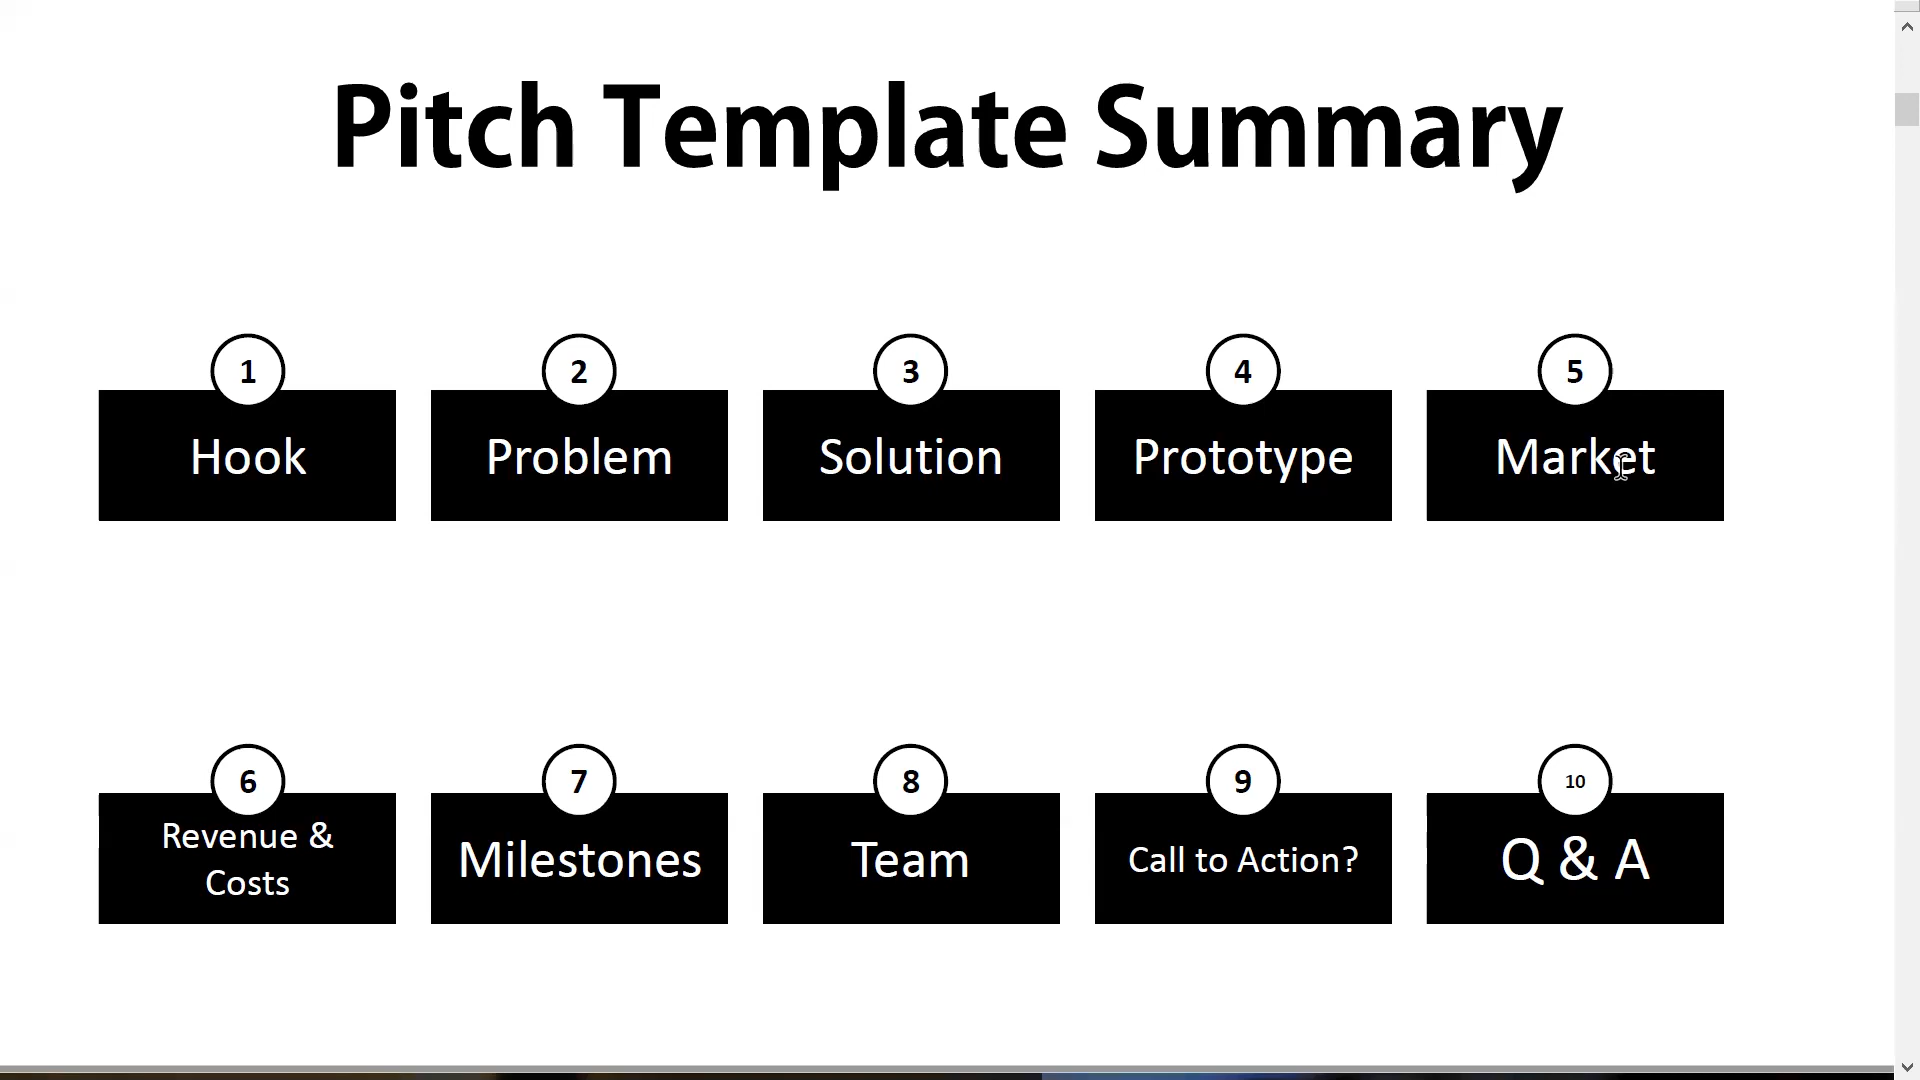 Pitch Template Summary
1
Hook
2
Problem
3
Solution
4
Prototype
5
Market
6
Revenue &
Costs
7
Milestones
8
Team
9
Call to Action?
10
Q & A